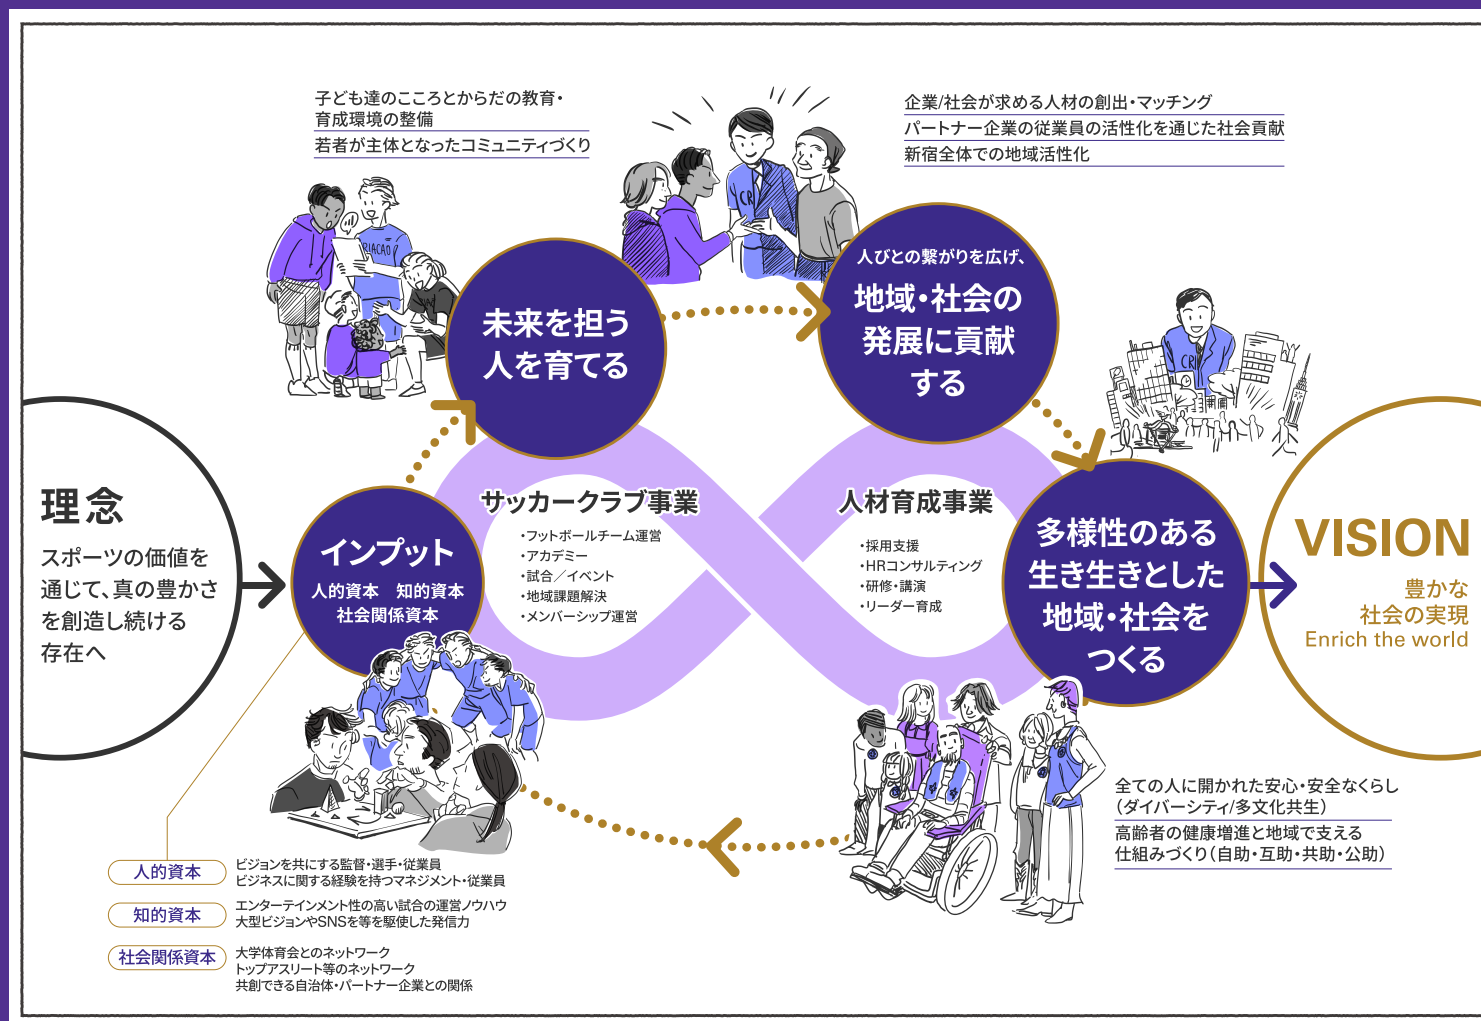 子ども達のこころとからだの教育・
育成環境の整備
若者が主体となったコミュニティづくり
企業/社会が求める人材の創出・マッチング
パートナー企業の従業員の活性化を通じた社会貢献
新宿全体での地域活性化
理念
スポーツの価値を
通じて、真の豊かさ
を創造し続ける
存在へ
インプット
人的資本 知的資本
社会関係資本
未来を担う
人を育てる
人びとの繋がりを広げ、
地域・社会の
発展に貢献
する
サッカークラブ事業
・フットボールチーム運営
・アカデミー
・試合／イベント
・地域課題解決
・メンバーシップ運営
人材育成事業
・採用支援
・HRコンサルティング
・研修・講演
・リーダー育成
多様性のある
生き生きとした
地域・社会を
つくる
VISION
豊かな
社会の実現
Enrich the world
全ての人に開かれた安心・安全なくらし
（ダイバーシティ/多文化共生）
高齢者の健康増進と地域で支える
仕組みづくり（自助・互助・共助・公助）
人的資本
ビジョンを共にする監督・選手・従業員
ビジネスに関する経験を持つマネジメント・従業員
知的資本
エンターテインメント性の高い試合の運営ノウハウ
大型ビジョンやSNSを等を駆使した発信力
社会関係資本
大学体育会とのネットワーク
トップアスリート等のネットワーク
共創できる自治体・パートナー企業との関係
RIACAO
CR
CR